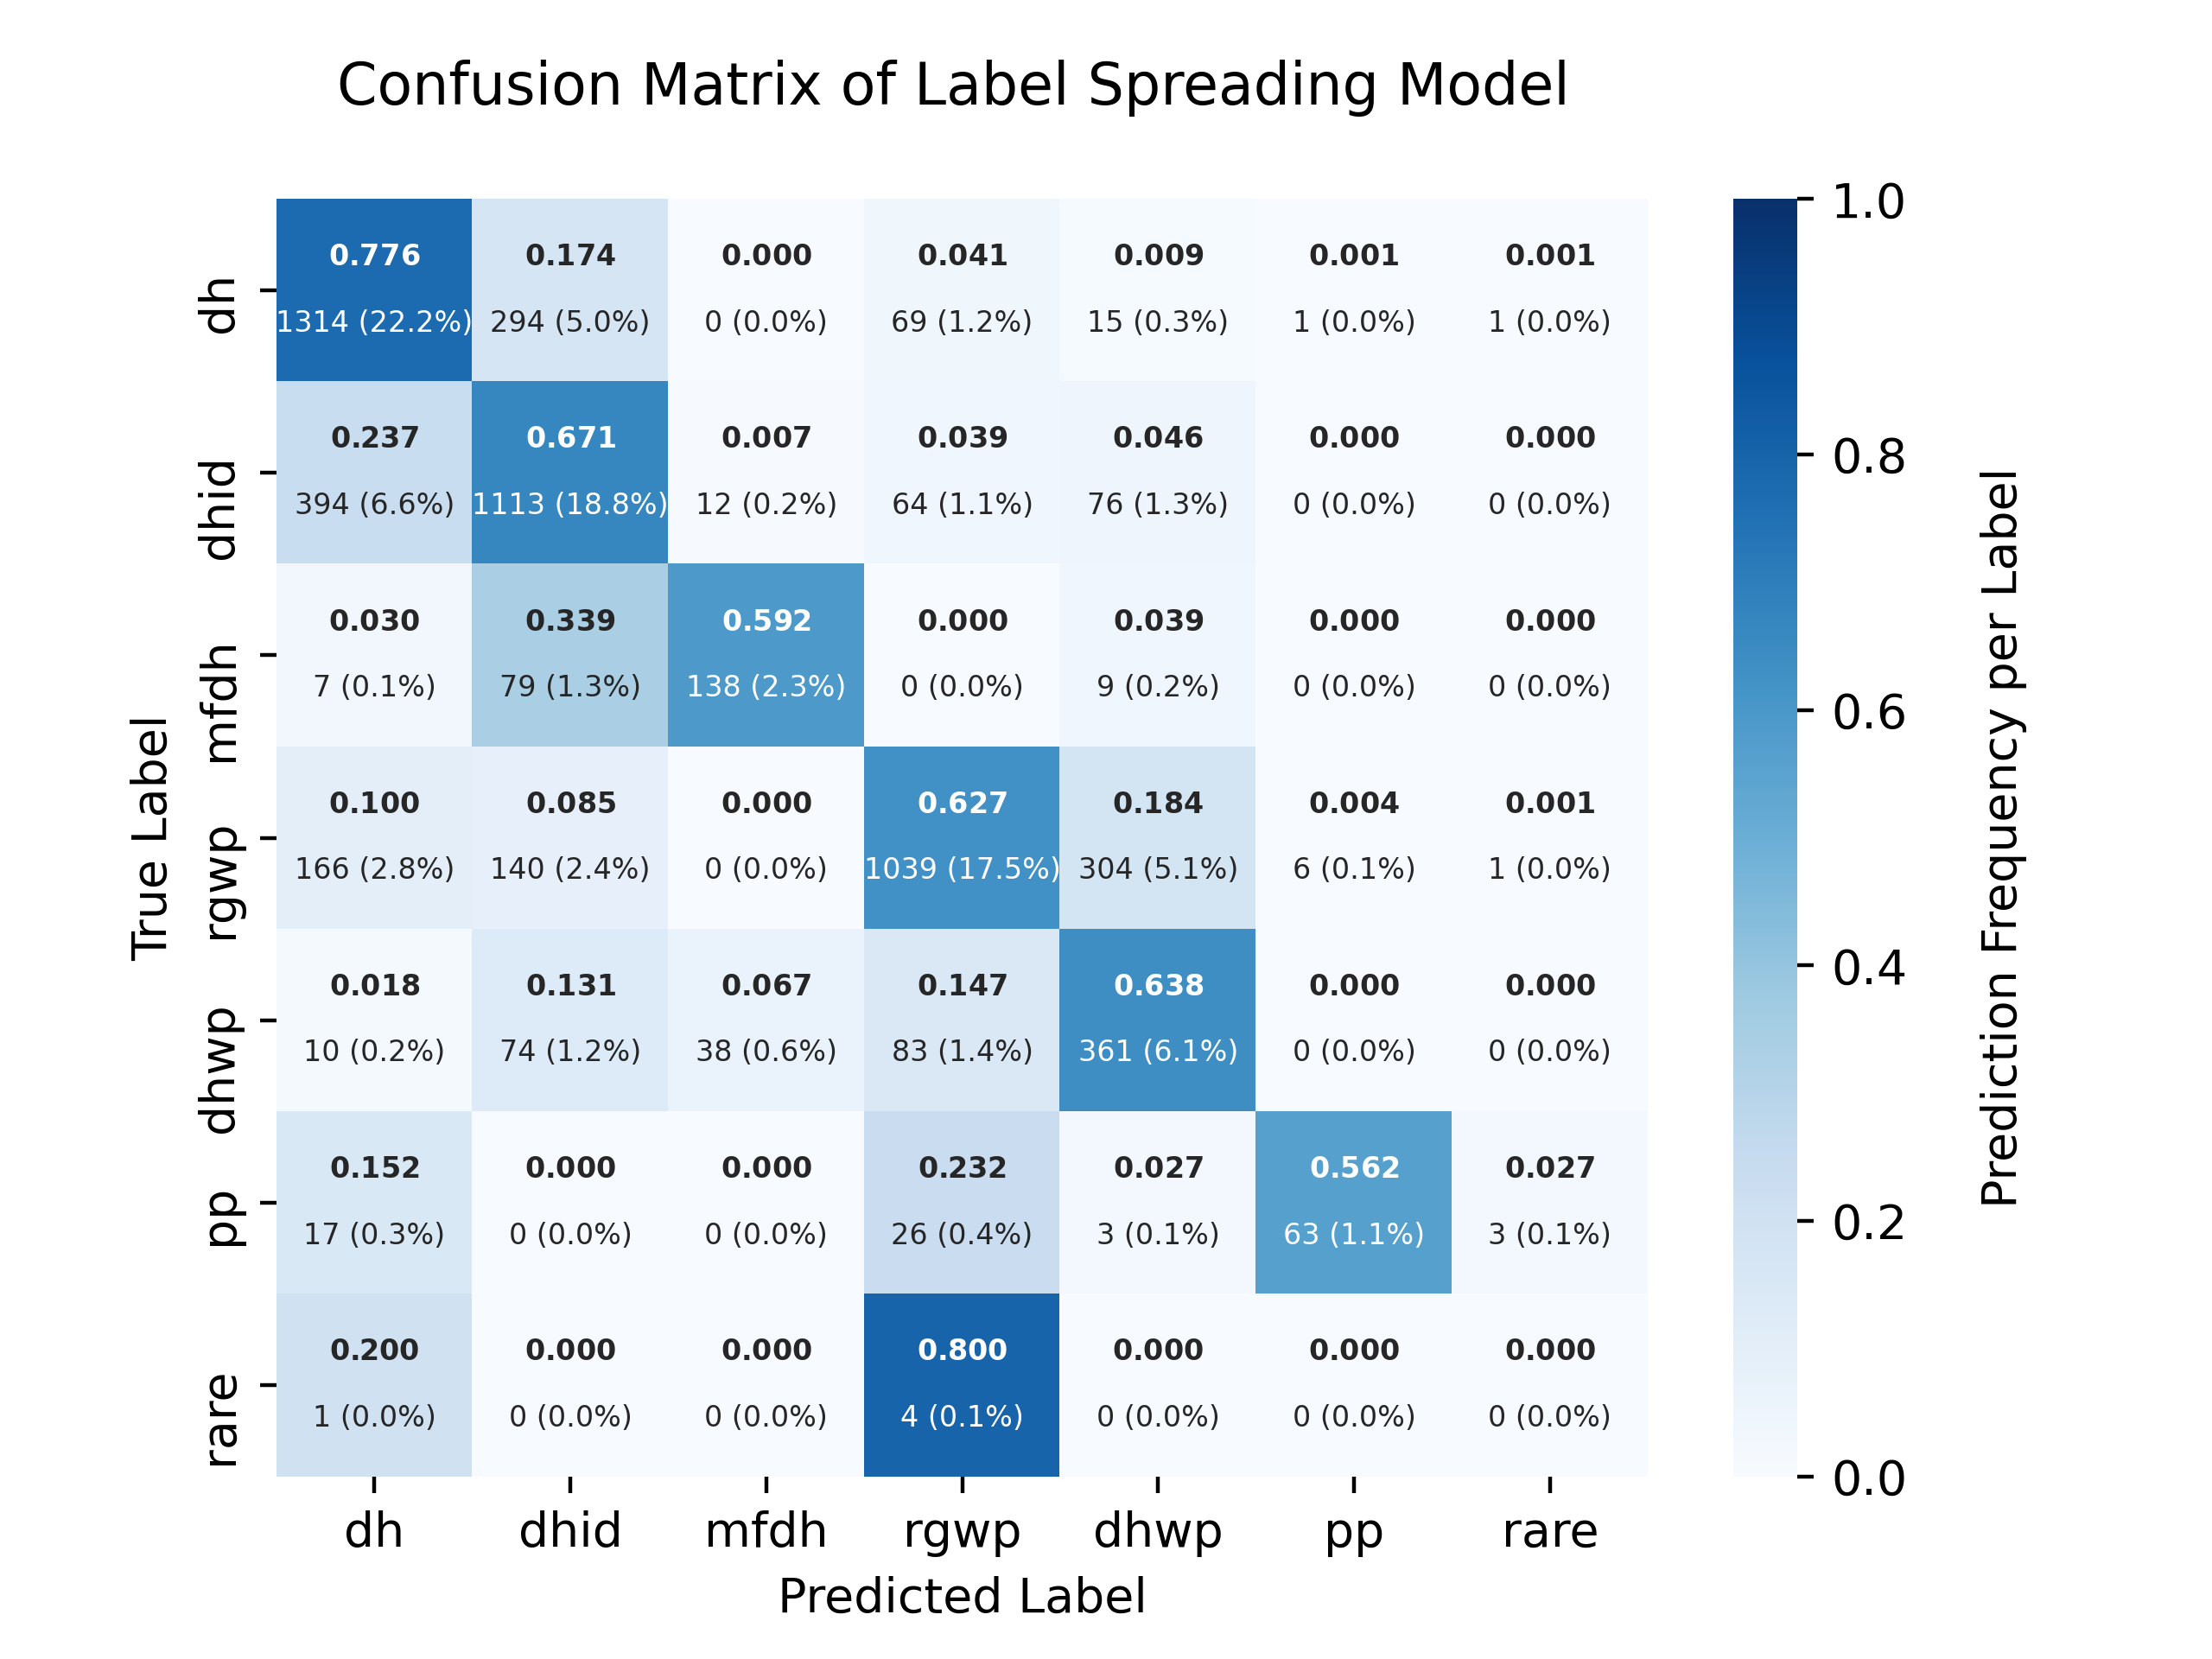 Confusion Matrix of Label Spreading Model
0.776 0.174 0.000 0.041 0.009 0.001 0.001
dh 1314 (22.2%) 294 (5.0%) 0 (0.0%) 69 (1.2%) 15 (0.3%) 1 (0.0%) 1 (0.0%)
0.237 0.671 0.007 0.039 0.046 0.000 0.000
dhid 394 (6.6%) 1113 (18.8%) 12 (0.2%) 64 (1.1%) 76 (1.3%) 0 (0.0%) 0 (0.0%)
0.030 0.339 0.592 0.000 0.039 0.000 0.000
mfdh 7 (0.1%) 79 (1.3%) 138 (2.3%) 0 (0.0%) 9 (0.2%) 0 (0.0%) 0 (0.0%)
0.100 0.085 0.000 0.627 0.184 0.004 0.001
rgwp 166 (2.8%) 140 (2.4%) 0 (0.0%) 1039 (17.5%) 304 (5.1%) 6 (0.1%) 1 (0.0%)
0.018 0.131 0.067 0.147 0.638 0.000 0.000
dhwp 10 (0.2%) 74 (1.2%) 38 (0.6%) 83 (1.4%) 361 (6.1%) 0 (0.0%) 0 (0.0%)
0.152 0.000 0.000 0.232 0.027 0.562 0.027
pp 17 (0.3%) 0 (0.0%) 0 (0.0%) 26 (0.4%) 3 (0.1%) 63 (1.1%) 3 (0.1%)
0.200 0.000 0.000 0.800 0.000 0.000 0.000
rare 1 (0.0%) 0 (0.0%) 0 (0.0%) 4 (0.1%) 0 (0.0%) 0 (0.0%) 0 (0.0%)
dh dhid mfdh rgwp dhwp pp rare
Predicted Label
True Label
1.0
0.8
0.6
0.4
0.2
0.0
Prediction Frequency per Label